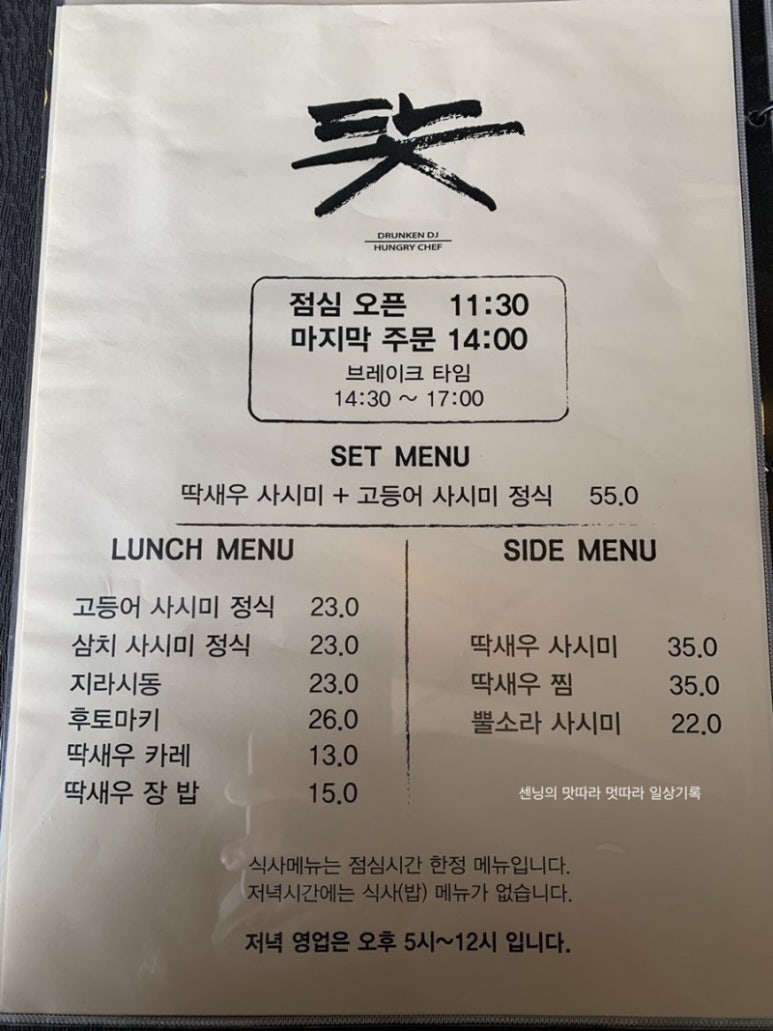 DRUNKEN DJ
HUNGRY CHEF
점심 오픈 11:30
마지막 주문 14:00
브레이크 타임
14:30 ~ 17:00
SET MENU
딱새우 사시미 + 고등어 사시미 정식 55.0
LUNCH MENU
고등어 사시미 정식 23.0
삼치 사시미 정식 23.0
지라시동 23.0
후토마키 26.0
딱새우 카레 13.0
딱새우 장 밥 15.0
SIDE MENU
딱새우 사시미 35.0
딱새우 찜 35.0
뿔소라 사시미 22.0
센닝의 맛따라 멋따라 일상기록
식사메뉴는 점심시간 한정 메뉴입니다.
저녁시간에는 식사(밥) 메뉴가 없습니다.
저녁 영업은 오후 5시~12시 입니다.